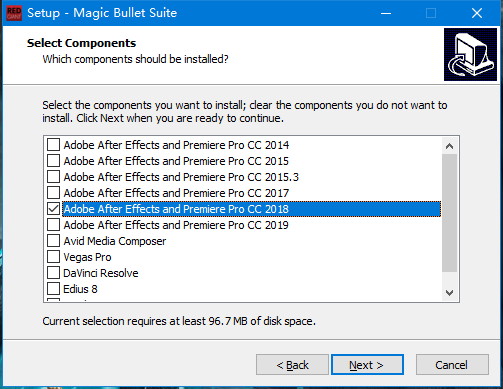 RED
Setup - Magic Bullet Suite
Select Components
Which components should be installed?
Select the components you want to install; clear the components you do not want to
install. Click Next when you are ready to continue.
Adobe After Effects and Premiere Pro CC 2014
Adobe After Effects and Premiere Pro CC 2015
Adobe After Effects and Premiere Pro CC 2015.3
Adobe After Effects and Premiere Pro CC 2017
Adobe After Effects and Premiere Pro CC 2018
Adobe After Effects and Premiere Pro CC 2019
Avid Media Composer
Vegas Pro
DaVinci Resolve
Edius 8
Current selection requires at least 96.7 MB of disk space.
< Back
Next >
Cancel